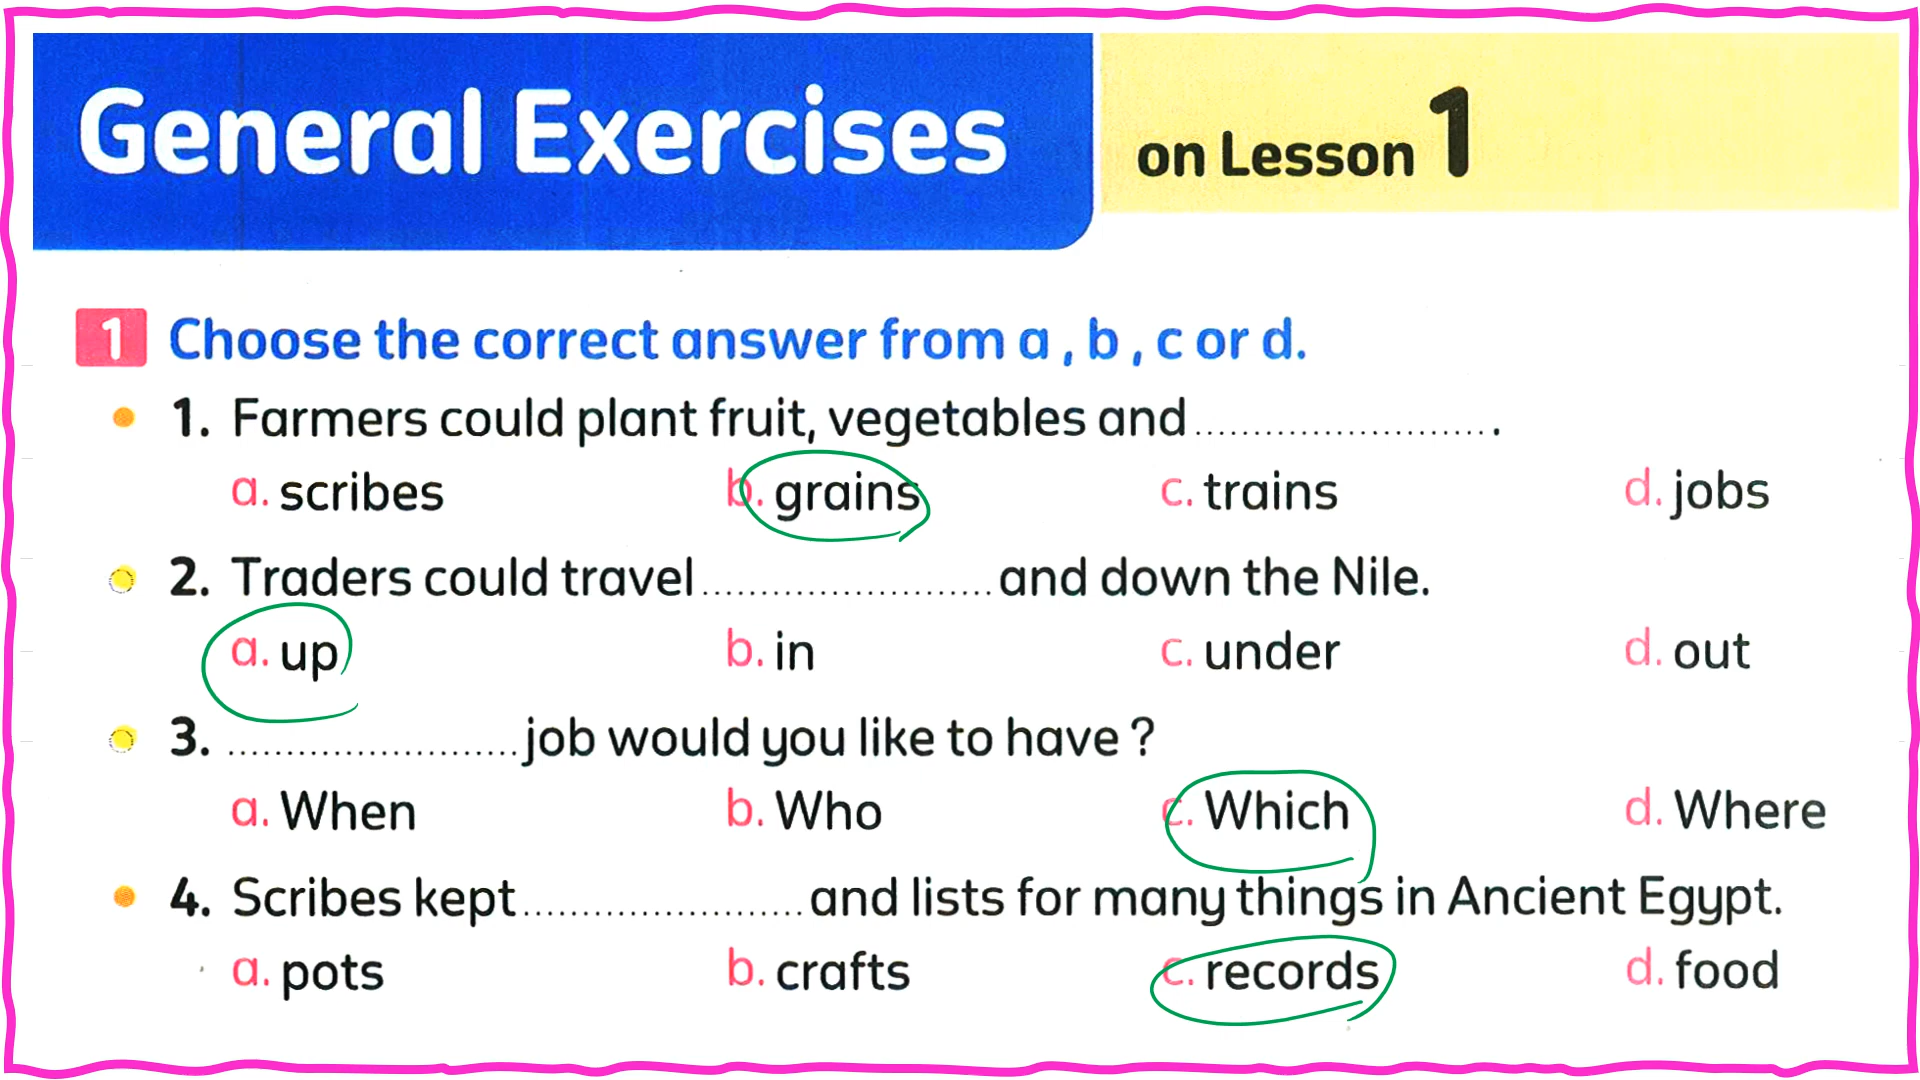 General Exercises on Lesson 1
1 Choose the correct answer from a , b , c or d.
1. Farmers could plant fruit, vegetables and ........................ .
a. scribes b. grains c. trains d. jobs
2. Traders could travel ........................ and down the Nile.
a. up b. in c. under d. out
3. ........................ job would you like to have ?
a. When b. Who c. Which d. Where
4. Scribes kept ........................ and lists for many things in Ancient Egypt.
a. pots b. crafts c. records d. food